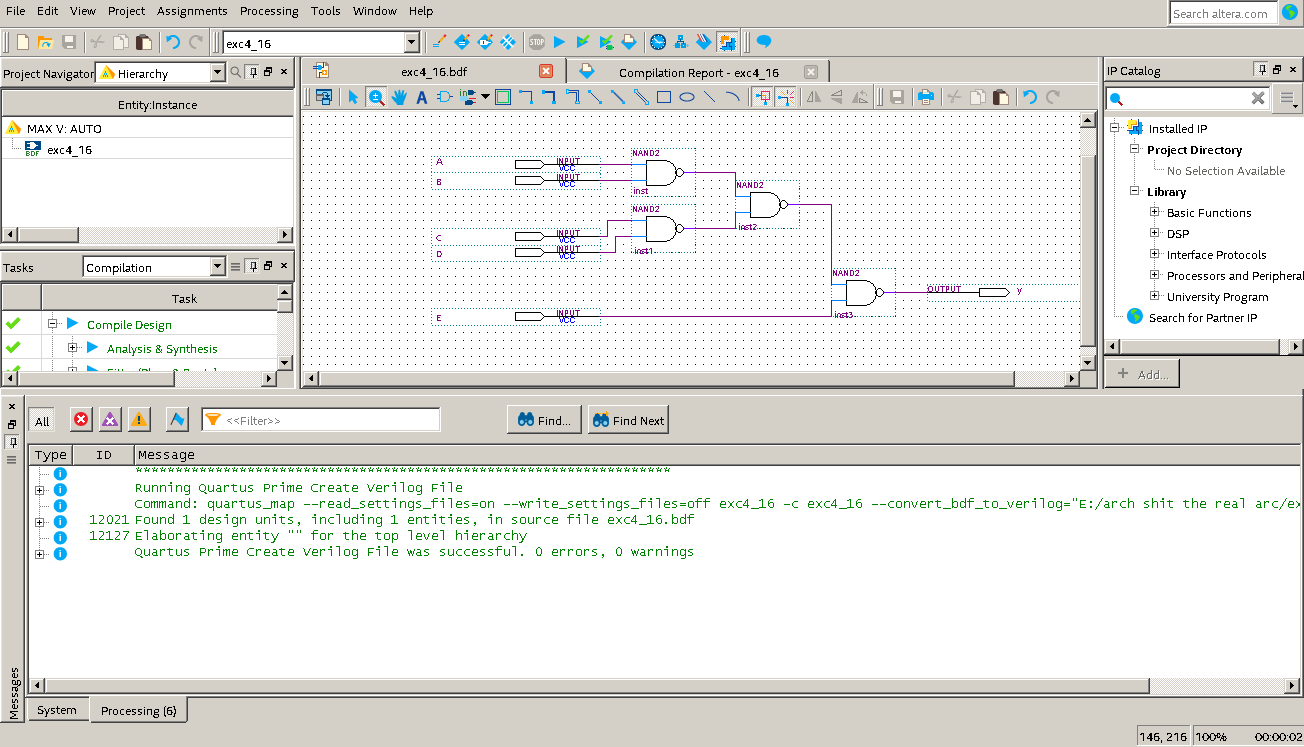 File Edit View Project Assignments Processing Tools Window Help
Search altera.com
exc4_16
STOP
Project Navigator Hierarchy
Entity:Instance
MAX V: AUTO
BDF exc4_16
Tasks Compilation
Task
Compile Design
Analysis & Synthesis
exc4_16.bdf
Compilation Report - exc4_16
A
A INPUT VCC
B INPUT VCC
NAND2
inst
C INPUT VCC
D INPUT VCC
NAND2
inst1
NAND2
inst2
E INPUT VCC
NAND2
inst3
OUTPUT y
IP Catalog
Installed IP
Project Directory
No Selection Available
Library
Basic Functions
DSP
Interface Protocols
Processors and Periphera
University Program
Search for Partner IP
+ Add...
All
<<Filter>>
Find...
Find Next
Type ID Message
*******************************************************************
Running Quartus Prime Create Verilog File
Command: quartus_map --read_settings_files=on --write_settings_files=off exc4_16 -c exc4_16 --convert_bdf_to_verilog="E:/arch shit the real arc/ex
12021 Found 1 design units, including 1 entities, in source file exc4_16.bdf
12127 Elaborating entity "" for the top level hierarchy
Quartus Prime Create Verilog File was successful. 0 errors, 0 warnings
Messages
System
Processing (6)
146, 216 100% 00:00:02